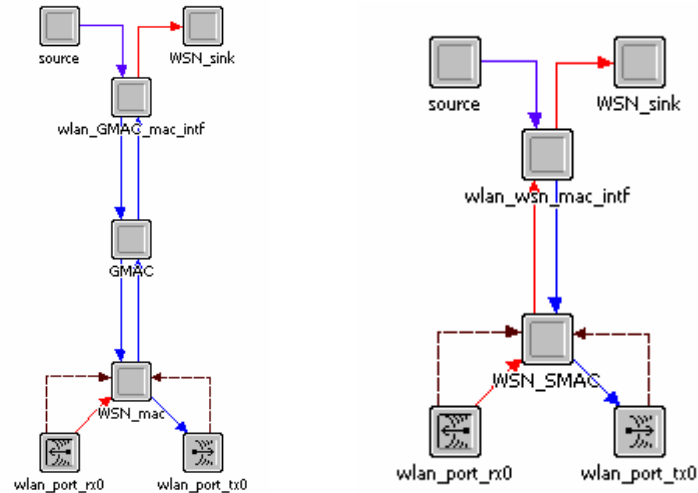 source
WSN_sink
wlan_GMAC_mac_intf
GMAC
WSN_mac
wlan_port_rx0
wlan_port_tx0
source
WSN_sink
wlan_wsn_mac_intf
WSN_SMAC
wlan_port_rx0
wlan_port_tx0